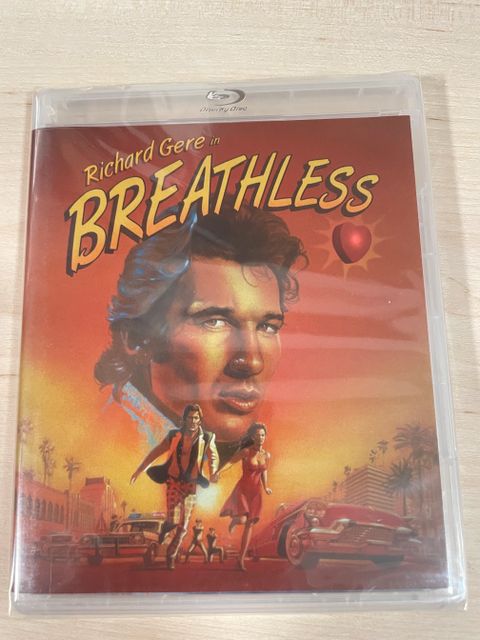 Blu-ray Disc
Richard Gere in
BREATHLESS